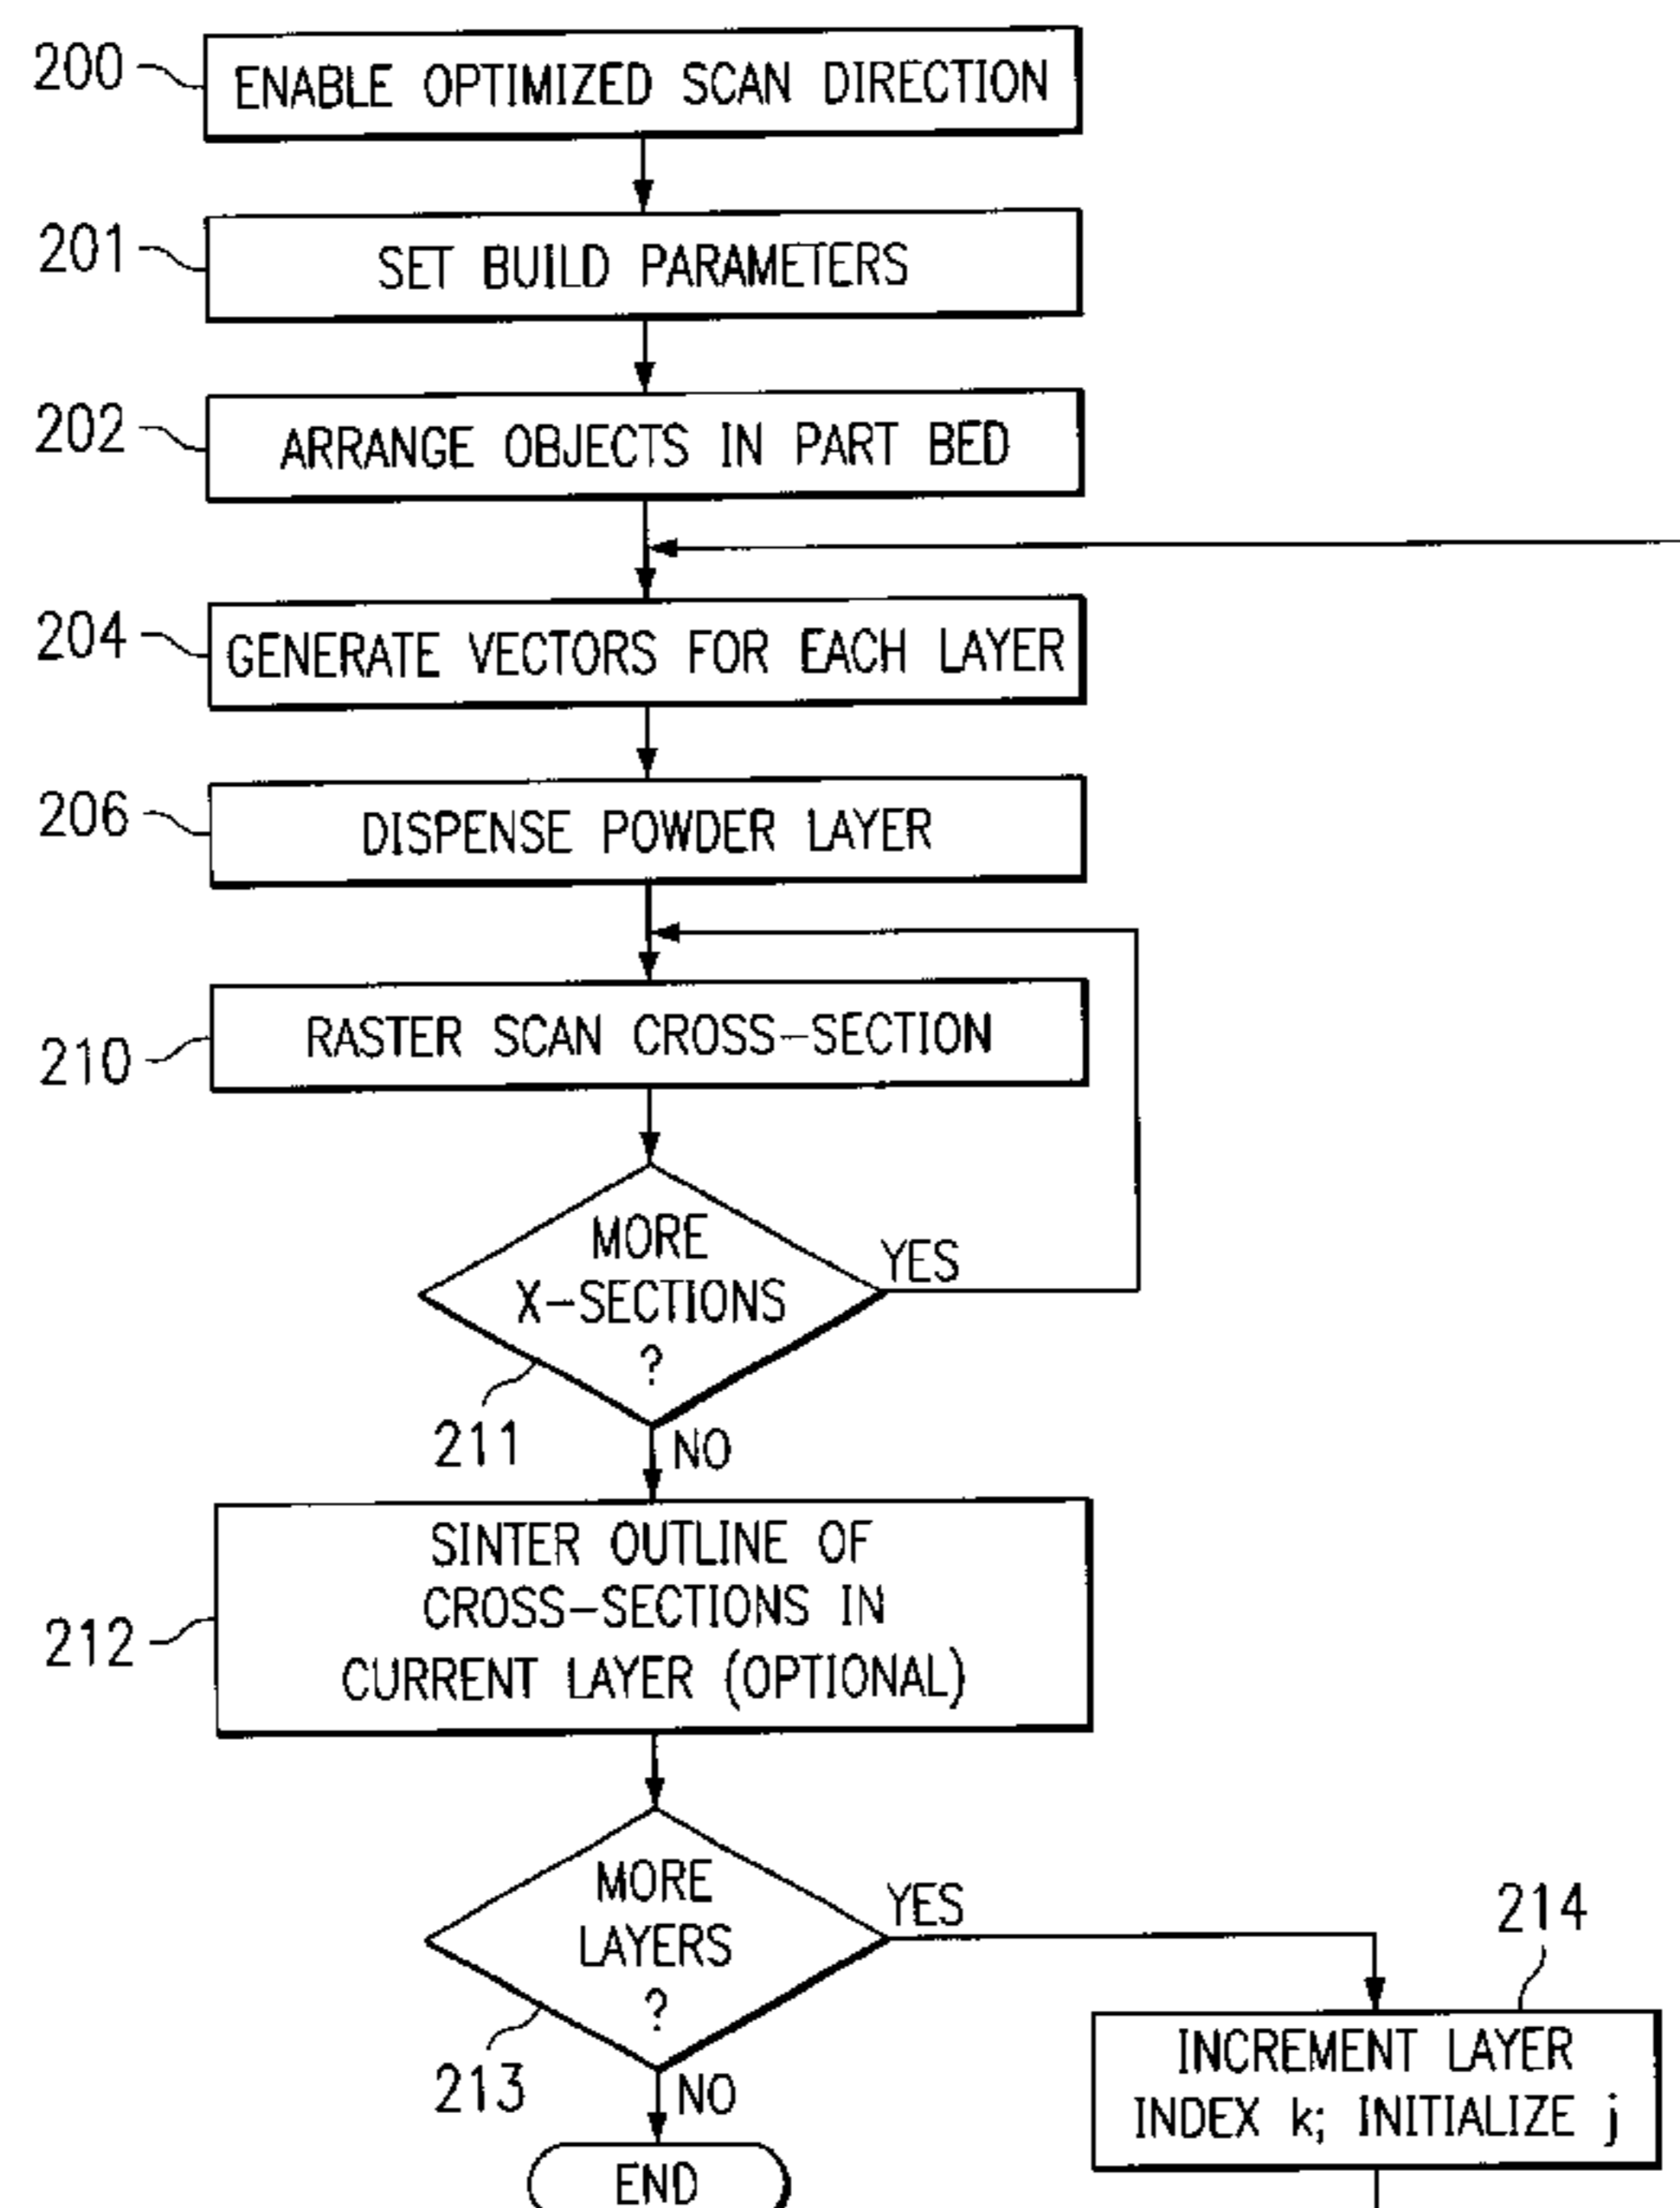 200
ENABLE OPTIMIZED SCAN DIRECTION
201
SET BUILD PARAMETERS
202
ARRANGE OBJECTS IN PART BED
204
GENERATE VECTORS FOR EACH LAYER
206
DISPENSE POWDER LAYER
210
RASTER SCAN CROSS-SECTION
MORE
X-SECTIONS
?
YES
211
NO
212
SINTER OUTLINE OF
CROSS-SECTIONS IN
CURRENT LAYER (OPTIONAL)
MORE
LAYERS
?
YES
213
NO
214
INCREMENT LAYER
INDEX k; INITIALIZE j
END